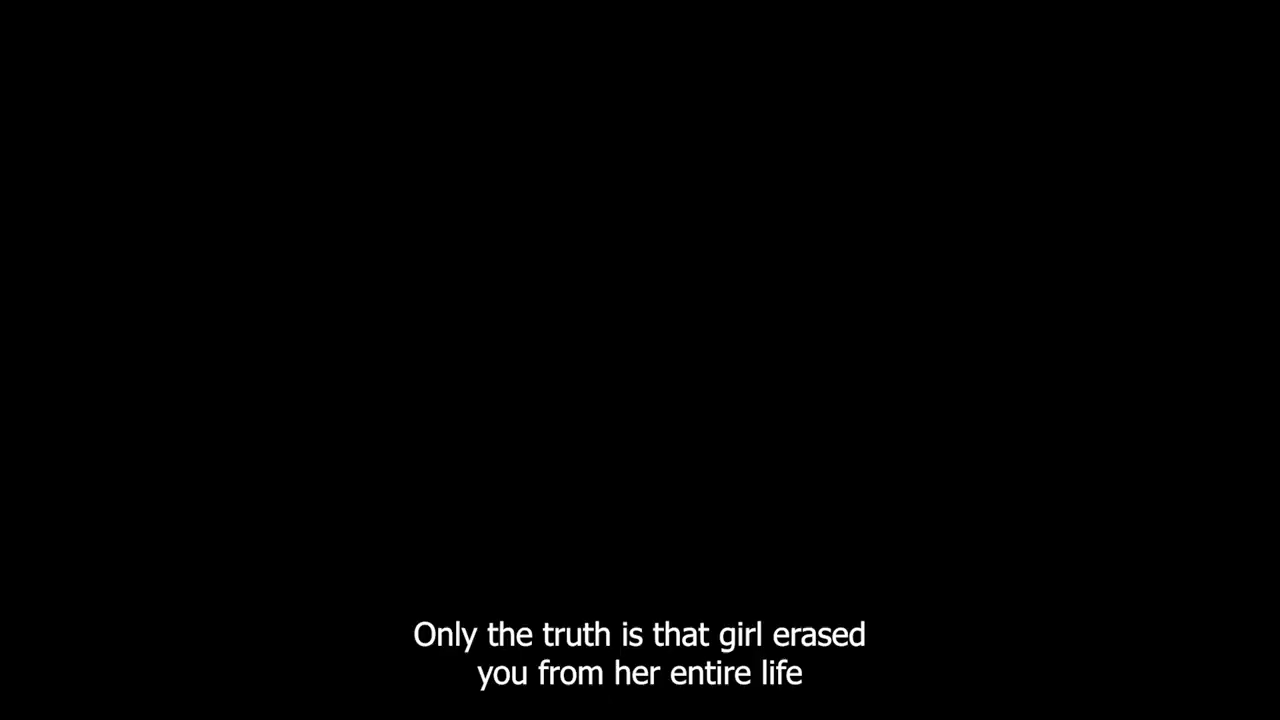 Only the truth is that girl erased
you from her entire life